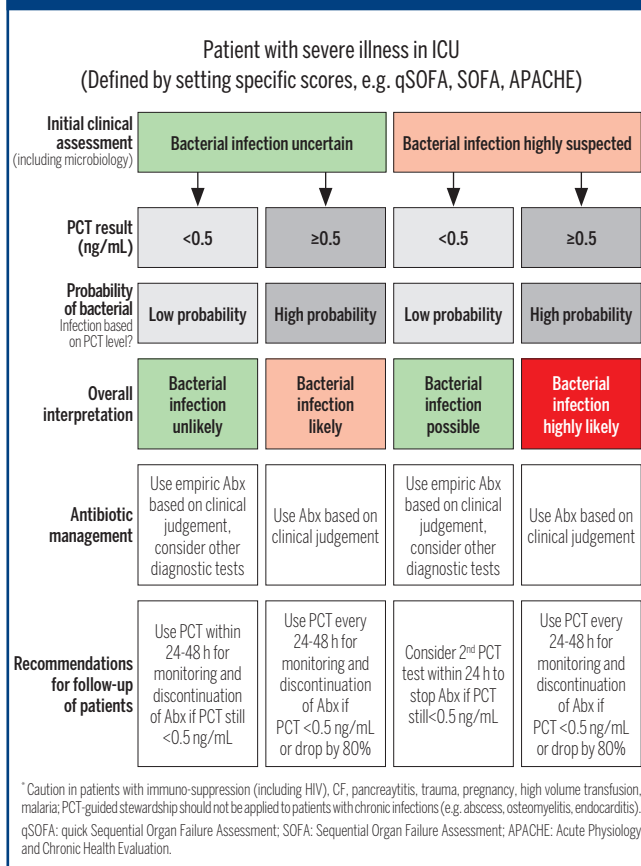 Patient with severe illness in ICU
(Defined by setting specific scores, e.g. qSOFA, SOFA, APACHE)
Initial clinical
assessment
(including microbiology)
Bacterial infection uncertain
Bacterial infection highly suspected
PCT result
(ng/mL)
<0.5
≥0.5
<0.5
≥0.5
Probability
of bacterial
Infection based
on PCT level?
Low probability
High probability
Low probability
High probability
Overall
interpretation
Bacterial
infection
unlikely
Bacterial
infection
likely
Bacterial
infection
possible
Bacterial
infection
highly likely
Antibiotic
management
Use empiric Abx
based on clinical
judgement,
consider other
diagnostic tests
Use Abx based on
clinical judgement
Use empiric Abx
based on clinical
judgement,
consider other
diagnostic tests
Use Abx based on
clinical judgement
Recommendations
for follow-up
of patients
Use PCT within
24-48 h for
monitoring and
discontinuation
of Abx if PCT still
<0.5 ng/mL
Use PCT every
24-48 h for
monitoring and
discontinuation
of Abx if
PCT <0.5 ng/mL
or drop by 80%
Consider 2nd PCT
test within 24 h to
stop Abx if PCT
still<0.5 ng/mL
Use PCT every
24-48 h for
monitoring and
discontinuation
of Abx if
PCT <0.5 ng/mL
or drop by 80%
* Caution in patients with immuno-suppression (including HIV), CF, pancreaytitis, trauma, pregnancy, high volume transfusion,
malaria; PCT-guided stewardship should not be applied to patients with chronic infections (e.g. abscess, osteomyelitis, endocarditis).
qSOFA: quick Sequential Organ Failure Assessment; SOFA: Sequential Organ Failure Assessment; APACHE: Acute Physiology
and Chronic Health Evaluation.